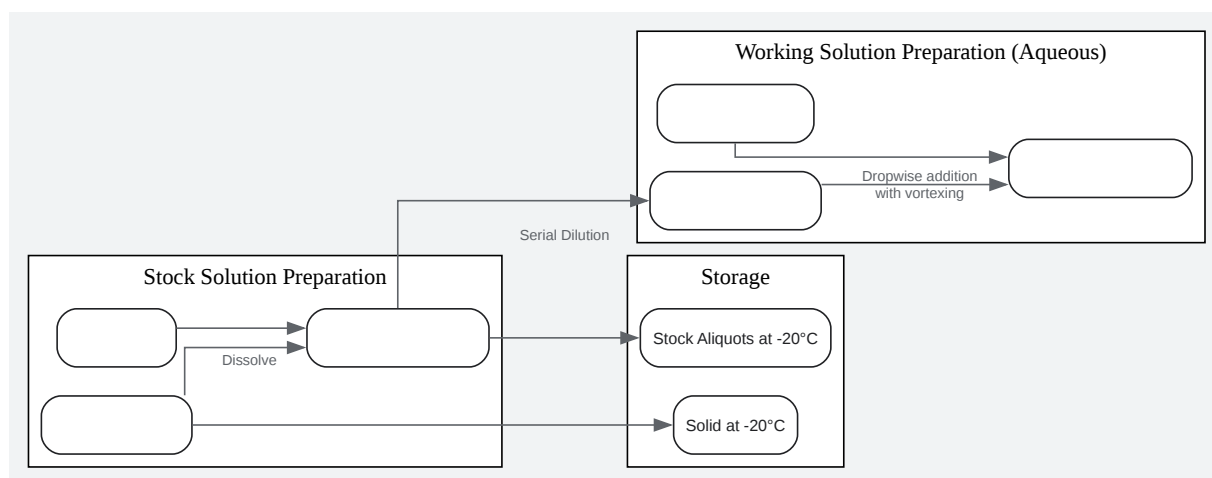 Working Solution Preparation (Aqueous)
Dropwise addition
with vortexing
Serial Dilution
Stock Solution Preparation
Dissolve
Storage
Stock Aliquots at -20°C
Solid at -20°C